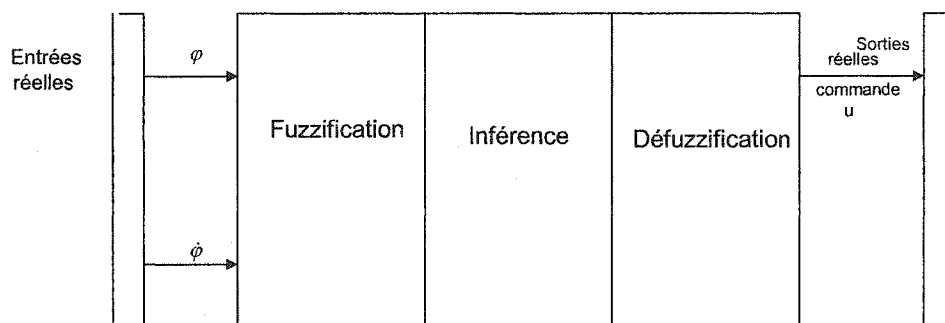 Entrées
réelles
φ
φ̇
Fuzzification
Inférence
Défuzzification
Sorties
réelles
commande
u